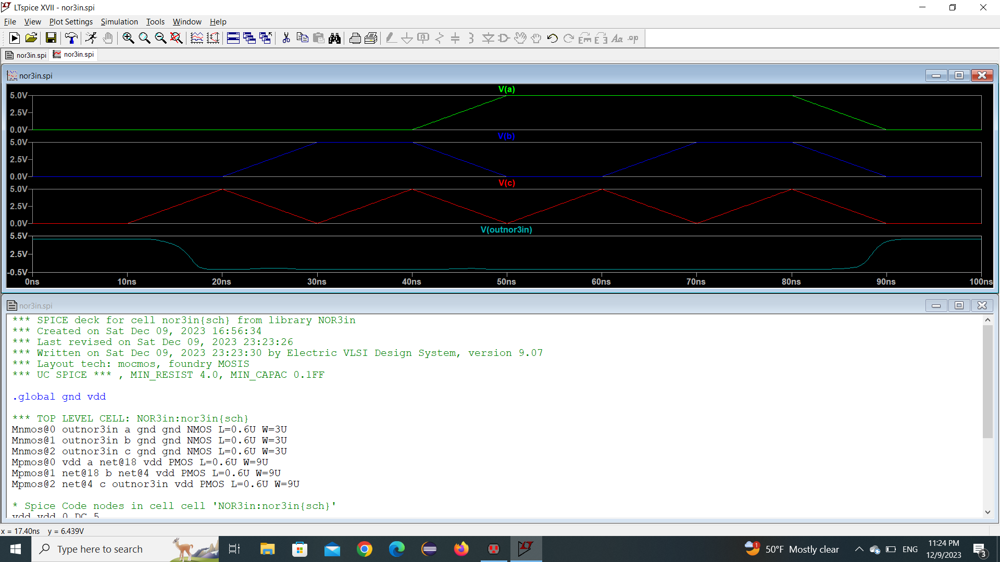 LTspice XVII - nor3in.spi
File View Plot Settings Simulation Tools Window Help
nor3in.spi nor3in.spi
nor3in.spi
V(a)
5.0V
2.5V
0.0V
V(b)
5.0V
2.5V
0.0V
V(c)
5.0V
2.5V
0.0V
V(outnor3in)
5.5V
2.5V
-0.5V
0ns 10ns 20ns 30ns 40ns 50ns 60ns 70ns 80ns 90ns 100ns
nor3in.spi
*** SPICE deck for cell nor3in{sch} from library NOR3in
*** Created on Sat Dec 09, 2023 16:56:34
*** Last revised on Sat Dec 09, 2023 23:23:26
*** Written on Sat Dec 09, 2023 23:23:30 by Electric VLSI Design System, version 9.07
*** Layout tech: mocmos, foundry MOSIS
*** UC SPICE *** , MIN_RESIST 4.0, MIN_CAPAC 0.1FF
.global gnd vdd
*** TOP LEVEL CELL: NOR3in:nor3in{sch}
Mnmos@0 outnor3in a gnd gnd NMOS L=0.6U W=3U
Mnmos@1 outnor3in b gnd gnd NMOS L=0.6U W=3U
Mnmos@2 outnor3in c gnd gnd NMOS L=0.6U W=3U
Mpmos@0 vdd a net@18 vdd PMOS L=0.6U W=9U
Mpmos@1 net@18 b net@4 vdd PMOS L=0.6U W=9U
Mpmos@2 net@4 c outnor3in vdd PMOS L=0.6U W=9U
* Spice Code nodes in cell cell 'NOR3in:nor3in{sch}'
vdd vdd 0 DC 5
x = 17.40ns y = 6.439V
Type here to search
1 50°F Mostly clear ENG
11:24 PM
12/9/2023
3